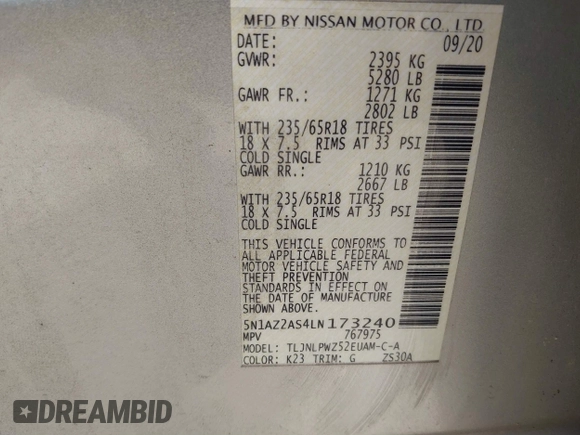 MFD BY NISSAN MOTOR CO., LTD
DATE: 09/20
GVWR: 2395 KG
5280 LB
GAWR FR.: 1271 KG
2802 LB
WITH 235/65R18 TIRES
18 X 7.5 RIMS AT 33 PSI
COLD SINGLE
GAWR RR.: 1210 KG
2667 LB
WITH 235/65R18 TIRES
18 X 7.5 RIMS AT 33 PSI
COLD SINGLE
THIS VEHICLE CONFORMS TO
ALL APPLICABLE FEDERAL
MOTOR VEHICLE SAFETY AND
THEFT PREVENTION
STANDARDS IN EFFECT ON
THE DATE OF MANUFACTURE
SHOWN ABOVE.
5N1AZ2AS4LN173240
MPV 767975
MODEL: TLJNLPWZ52EUAM-C-A
COLOR: K23 TRIM: G ZS30A
DREAMBID